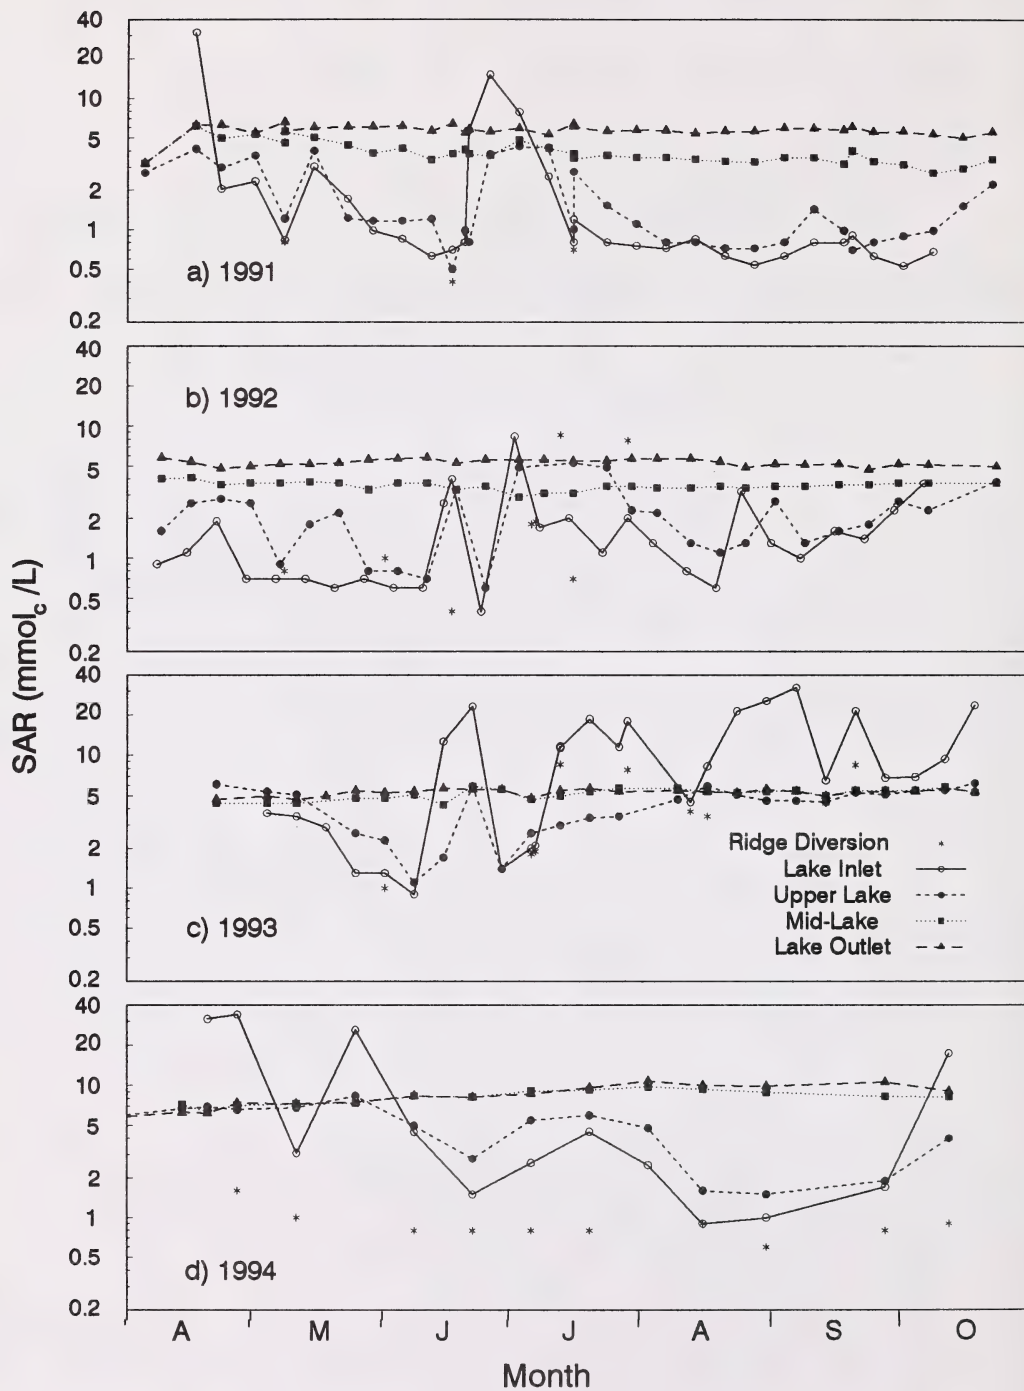 40
20
10
5
2
1
0.5
0.2
a) 1991
40
20
10
5
2
1
0.5
0.2
b) 1992
SAR (mmolc /L)
40
20
10
5
2
1
0.5
0.2
c) 1993
Ridge Diversion
Lake Inlet
Upper Lake
Mid-Lake
Lake Outlet
40
20
10
5
2
1
0.5
0.2
d) 1994
A M J J A S O
Month